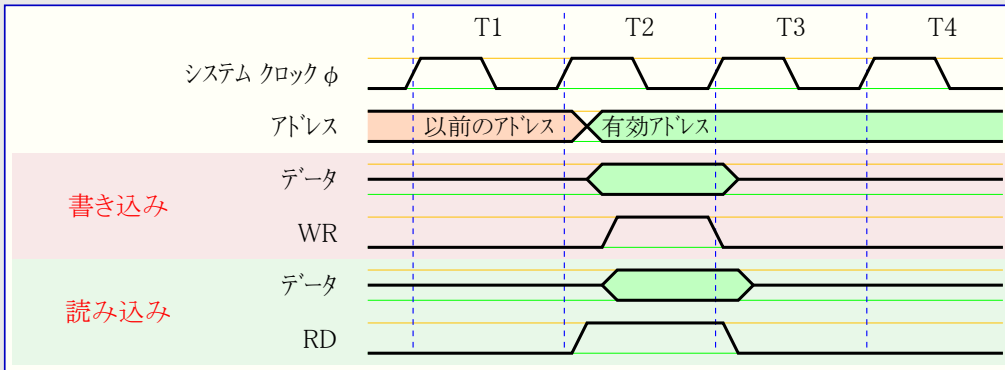 T1 T2 T3 T4
システム クロック φ
アドレス 以前のアドレス 有効アドレス
データ
書き込み
WR
データ
読み込み
RD